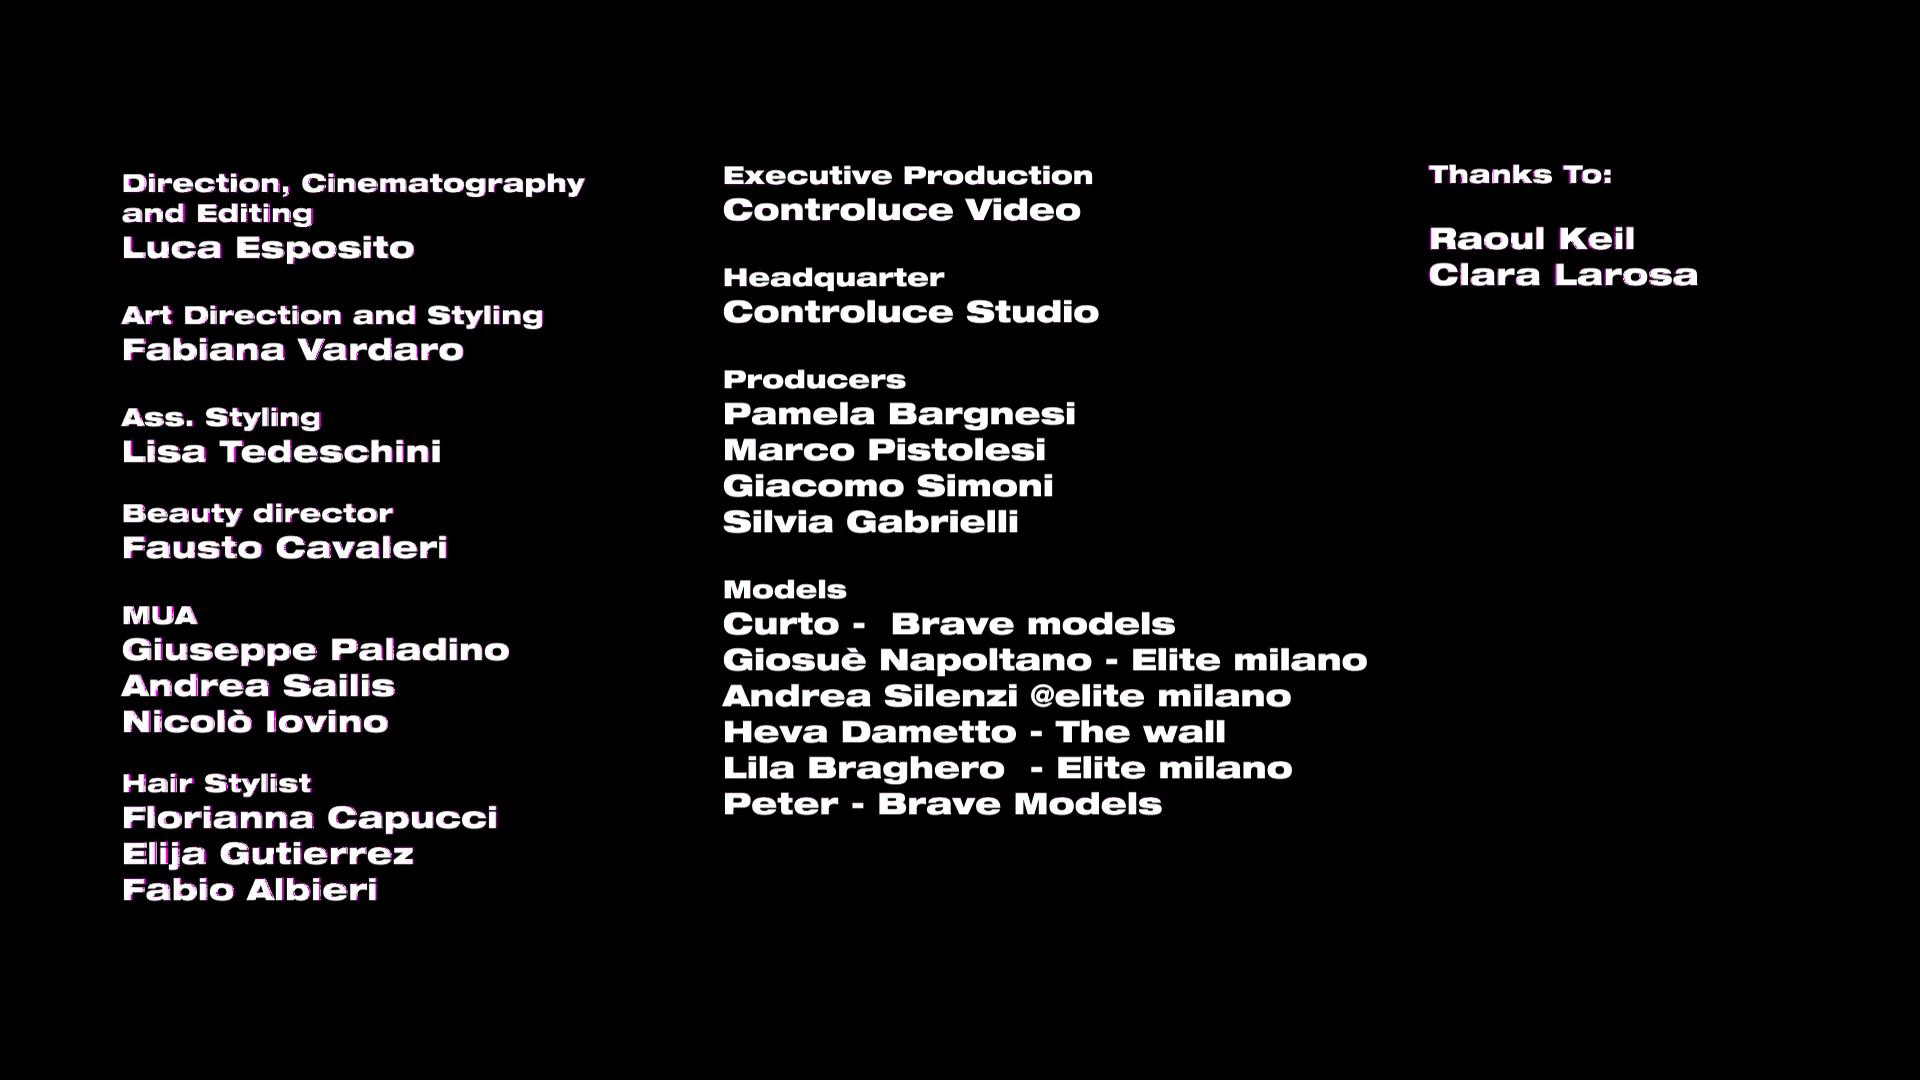 Direction, Cinematography
and Editing
Luca Esposito
Art Direction and Styling
Fabiana Vardaro
Ass. Styling
Lisa Tedeschini
Beauty director
Fausto Cavaleri
MUA
Giuseppe Paladino
Andrea Sailis
Nicolò Iovino
Hair Stylist
Florianna Capucci
Elija Gutierrez
Fabio Albieri
Executive Production
Controluce Video
Headquarter
Controluce Studio
Producers
Pamela Bargnesi
Marco Pistolesi
Giacomo Simoni
Silvia Gabrielli
Models
Curto -  Brave models
Giosuè Napoltano - Elite milano
Andrea Silenzi @elite milano
Heva Dametto - The wall
Lila Braghero  - Elite milano
Peter - Brave Models
Thanks To:
Raoul Keil
Clara Larosa